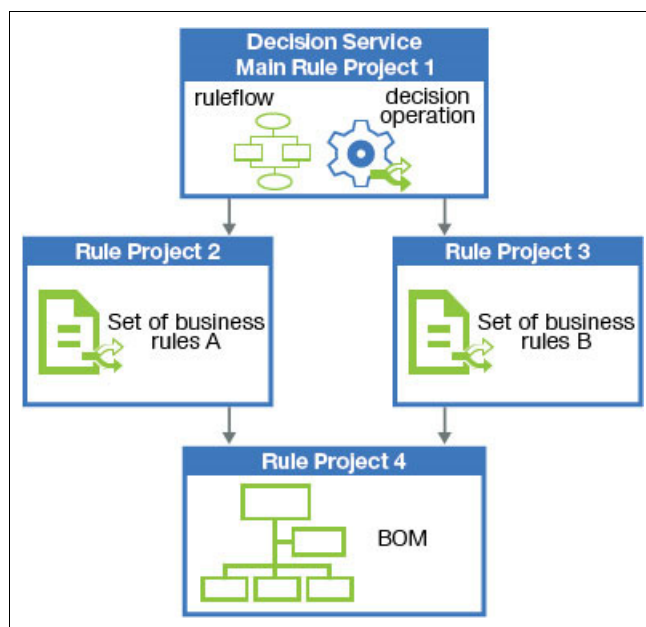 Decision Service
Main Rule Project 1
ruleflow
decision
operation
Rule Project 2
Set of business
rules A
Rule Project 3
Set of business
rules B
Rule Project 4
BOM